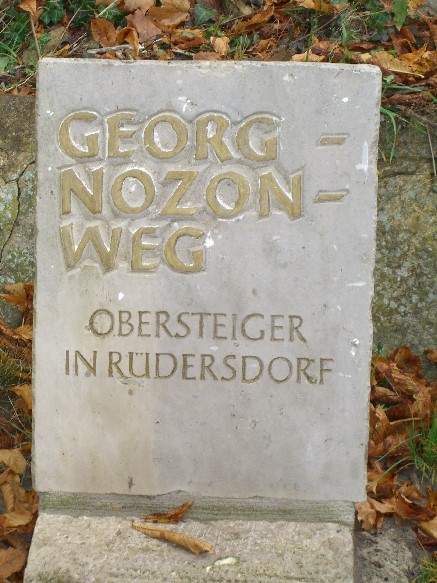 GEORG -
NOZON -
WEG
OBERSTEIGER
IN RÜDERSDORF